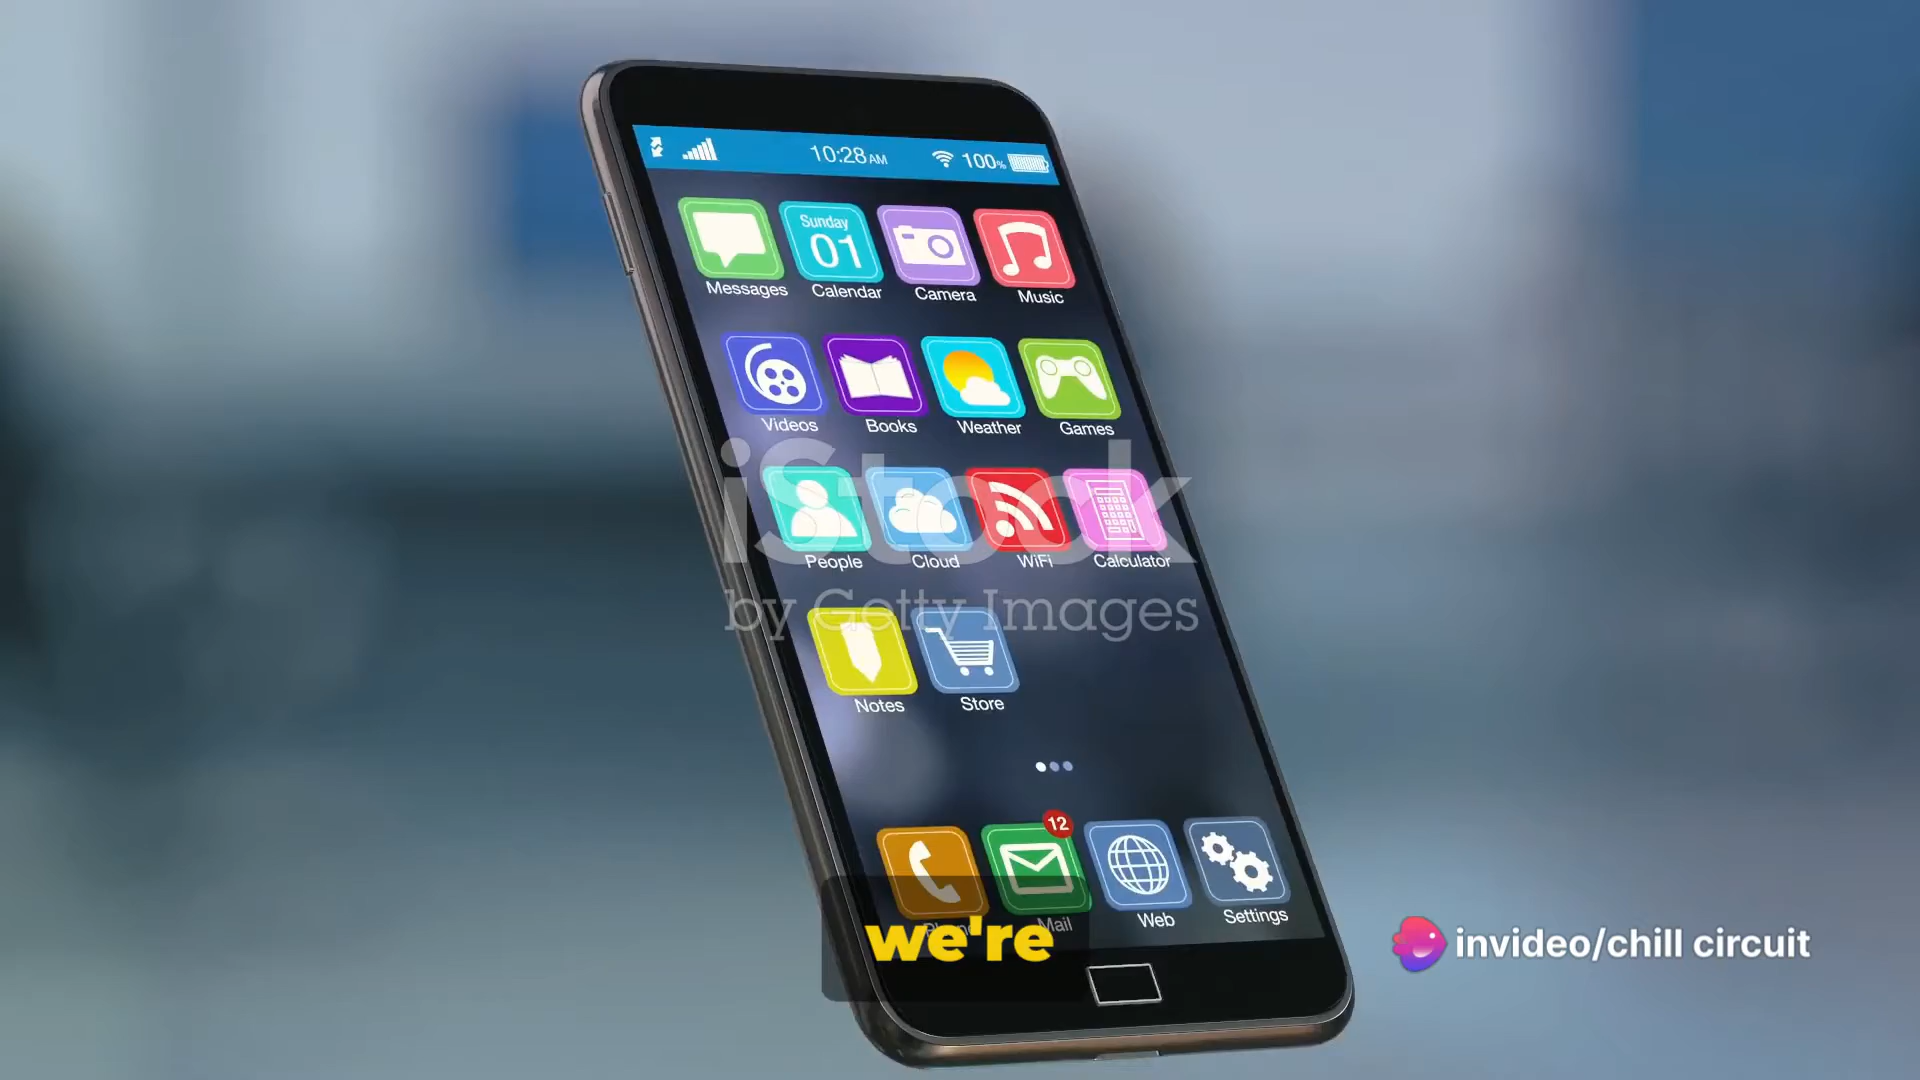 10:28 AM
100%
Sunday
01
Messages
Calendar
Camera
Music
Videos
Books
Weather
Games
iStock
People
Cloud
WiFi
Calculator
by Getty Images
Notes
Store
12
Phone
Mail
Web
Settings
we're
invideo/chill circuit